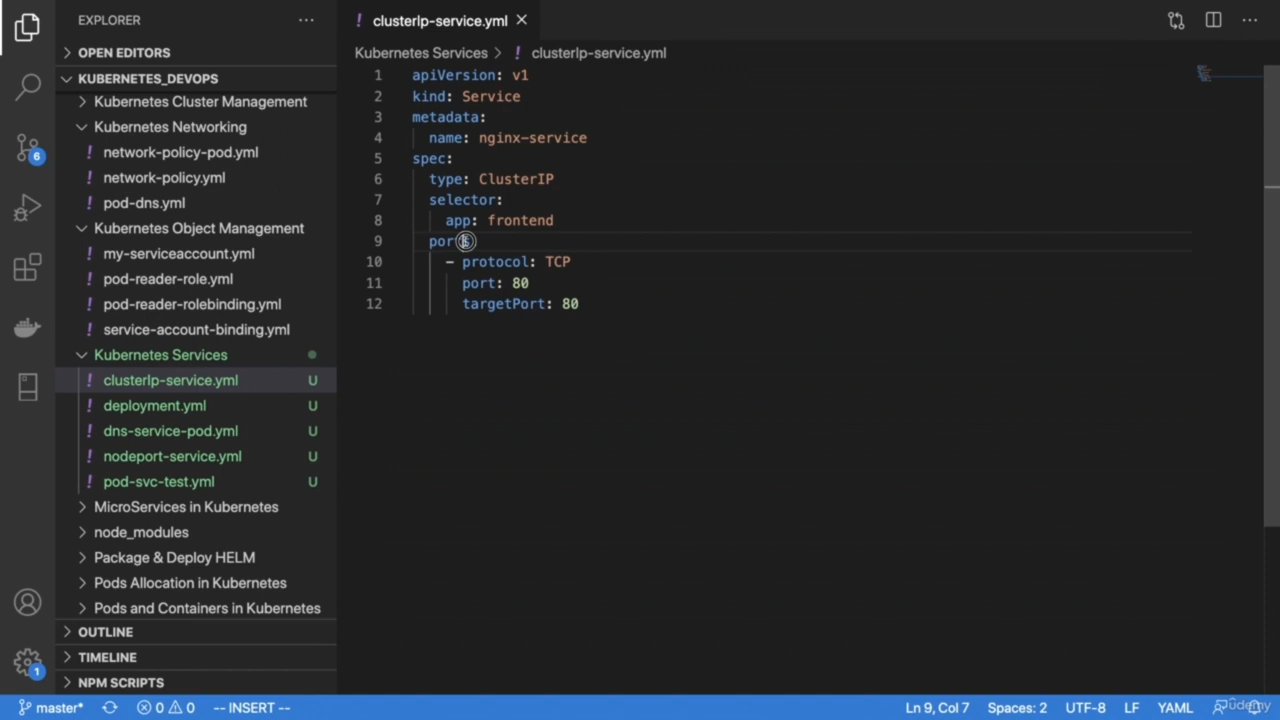 EXPLORER
clusterIp-service.yml
OPEN EDITORS
Kubernetes Services
clusterIp-service.yml
KUBERNETES_DEVOPS
Kubernetes Cluster Management
Kubernetes Networking
network-policy-pod.yml
network-policy.yml
pod-dns.yml
Kubernetes Object Management
my-serviceaccount.yml
pod-reader-role.yml
pod-reader-rolebinding.yml
service-account-binding.yml
Kubernetes Services
clusterIp-service.yml U
deployment.yml U
dns-service-pod.yml U
nodeport-service.yml U
pod-svc-test.yml U
MicroServices in Kubernetes
node_modules
Package & Deploy HELM
Pods Allocation in Kubernetes
Pods and Containers in Kubernetes
OUTLINE
TIMELINE
NPM SCRIPTS
6
1
1 apiVersion: v1
2 kind: Service
3 metadata:
4 name: nginx-service
5 spec:
6 type: ClusterIP
7 selector:
8 app: frontend
9 ports
10 - protocol: TCP
11 port: 80
12 targetPort: 80
master* 0 0 -- INSERT -- Ln 9, Col 7 Spaces: 2 UTF-8 LF YAML
Udemy